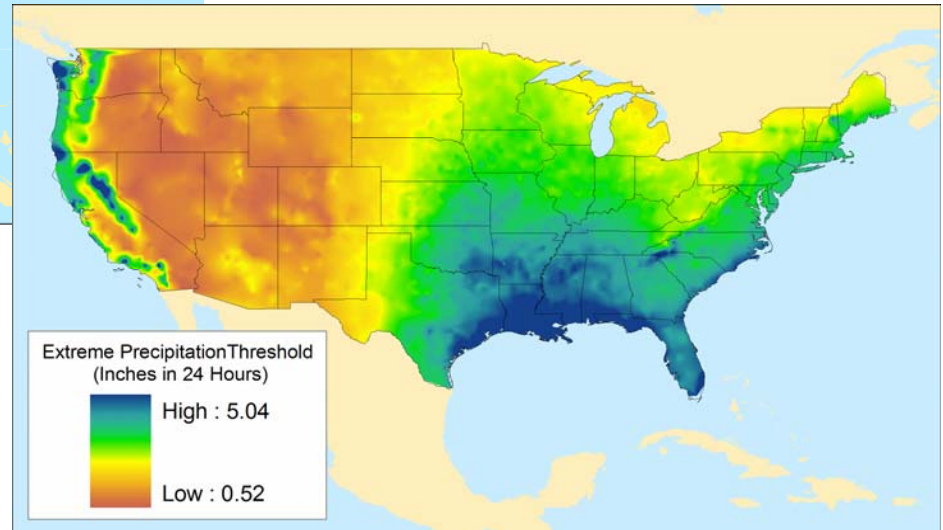 Extreme PrecipitationThreshold
(Inches in 24 Hours)
High : 5.04
Low : 0.52